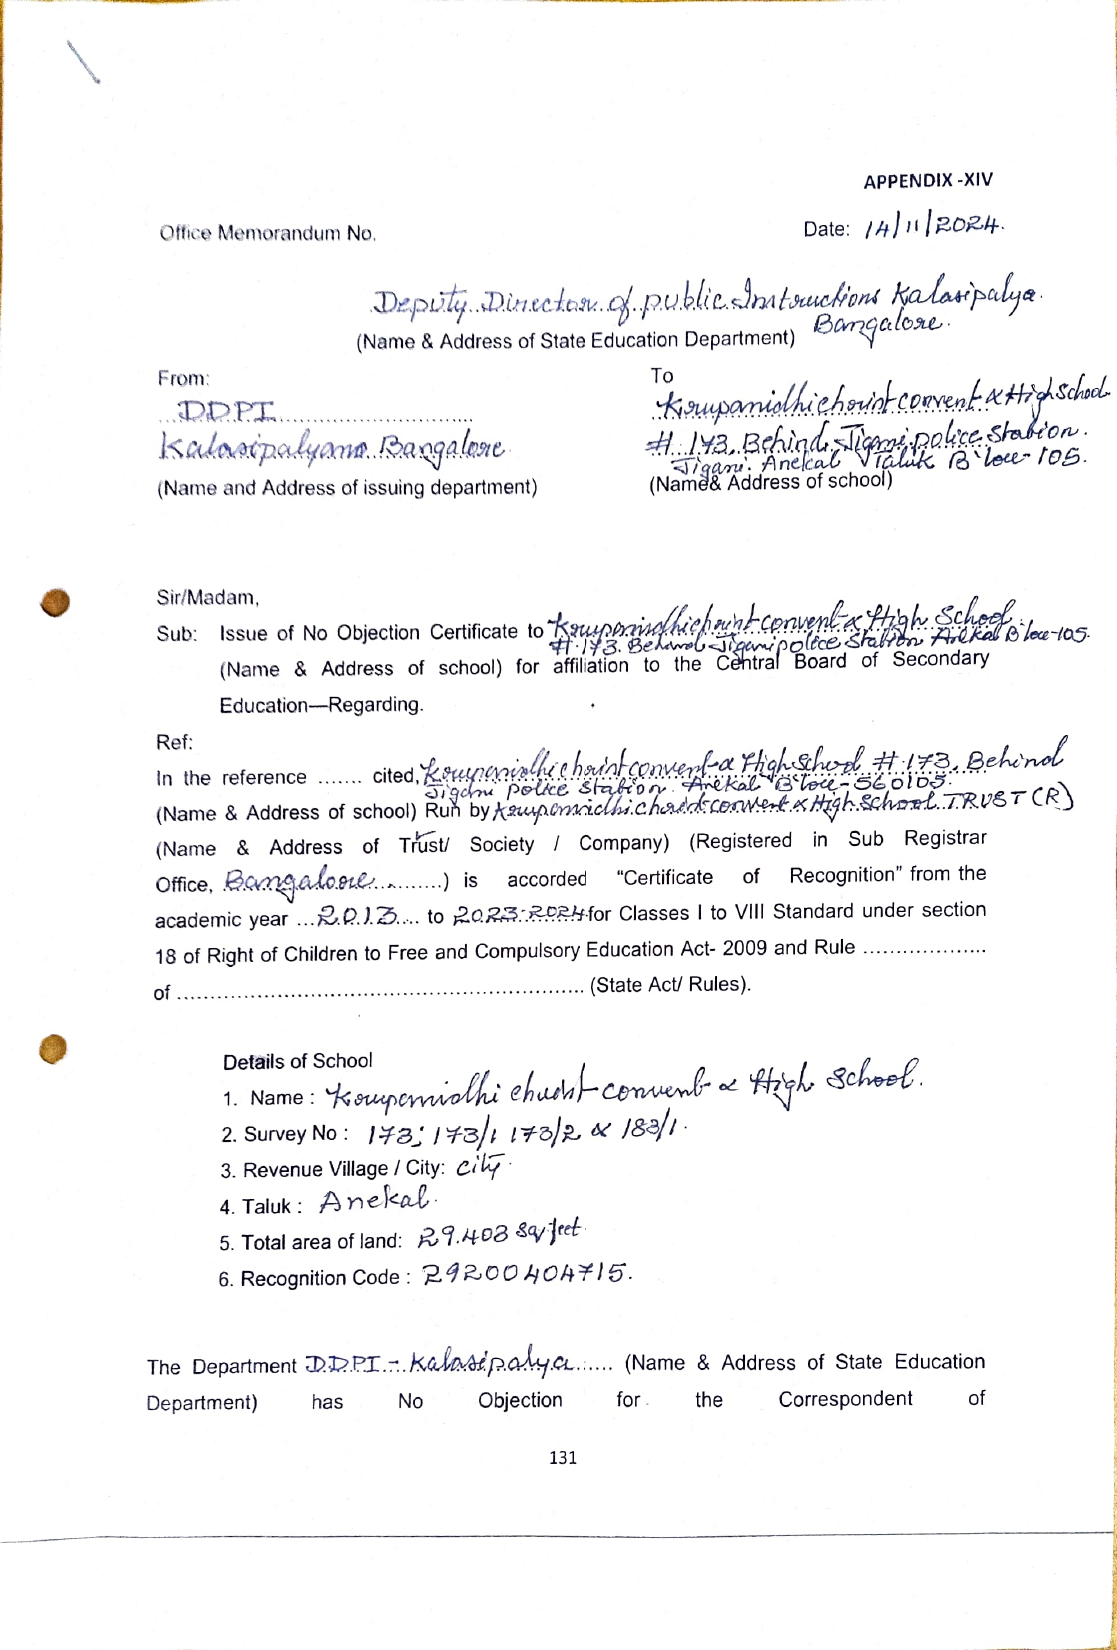 APPENDIX -XIV
Office Memorandum No.
Date: 14/11/2024.
Deputy Director of public Instructions Kalasipalya.
Bangalore.
(Name & Address of State Education Department)
From:
To
DDPI
Krupanidhi christ convent & High School
Kalasipalyam Bangalore
# 173. Behind Jigani police Station.
Jigani. Anekal Taluk B'lore-105.
(Name and Address of issuing department)
(Name& Address of school)
Sir/Madam,
Sub: Issue of No Objection Certificate to Krupanidhi christ convent & High School
# 173. Behind Jigani police Station Anekal B'lore-105.
(Name & Address of school) for affiliation to the Central Board of Secondary
Education—Regarding.
Ref:
In the reference ....... cited, Krupanidhi christ convent & High School # 173. Behind
Jigani police Station. Anekal B'lore-560105.
(Name & Address of school) Run by Krupanidhi christ convent & High School TRUST (R)
(Name & Address of Trust/ Society / Company) (Registered in Sub Registrar
Office, Bangalore..........) is accorded “Certificate of Recognition” from the
academic year ...2013.... to 2023-2024 for Classes I to VIII Standard under section
18 of Right of Children to Free and Compulsory Education Act- 2009 and Rule ...................
of ............................................................. (State Act/ Rules).
Details of School
1. Name : Krupanidhi christ convent & High School.
2. Survey No : 173; 173/1 173/2 & 183/1.
3. Revenue Village / City: City.
4. Taluk : Anekal.
5. Total area of land: 29.403 sq/feet.
6. Recognition Code : 29200404715.
The Department DDPI - Kalasipalya...... (Name & Address of State Education
Department) has No Objection for the Correspondent of
131